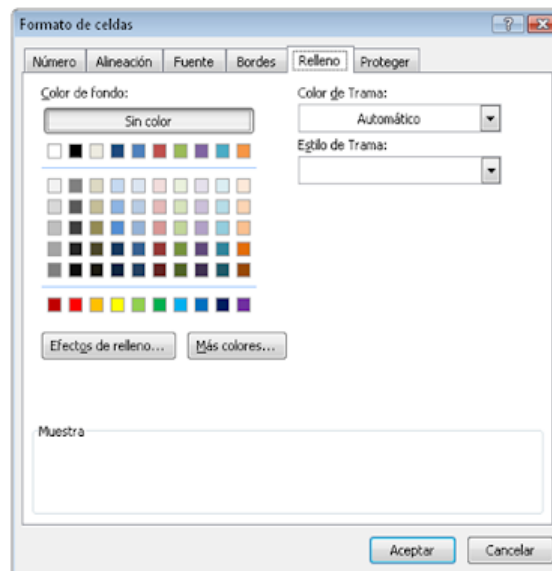 Formato de celdas
Número Alineación Fuente Bordes Relleno Proteger
Color de fondo:
Sin color
Color de Trama:
Automático
Estilo de Trama:
Efectos de relleno... Más colores...
Muestra
Aceptar Cancelar